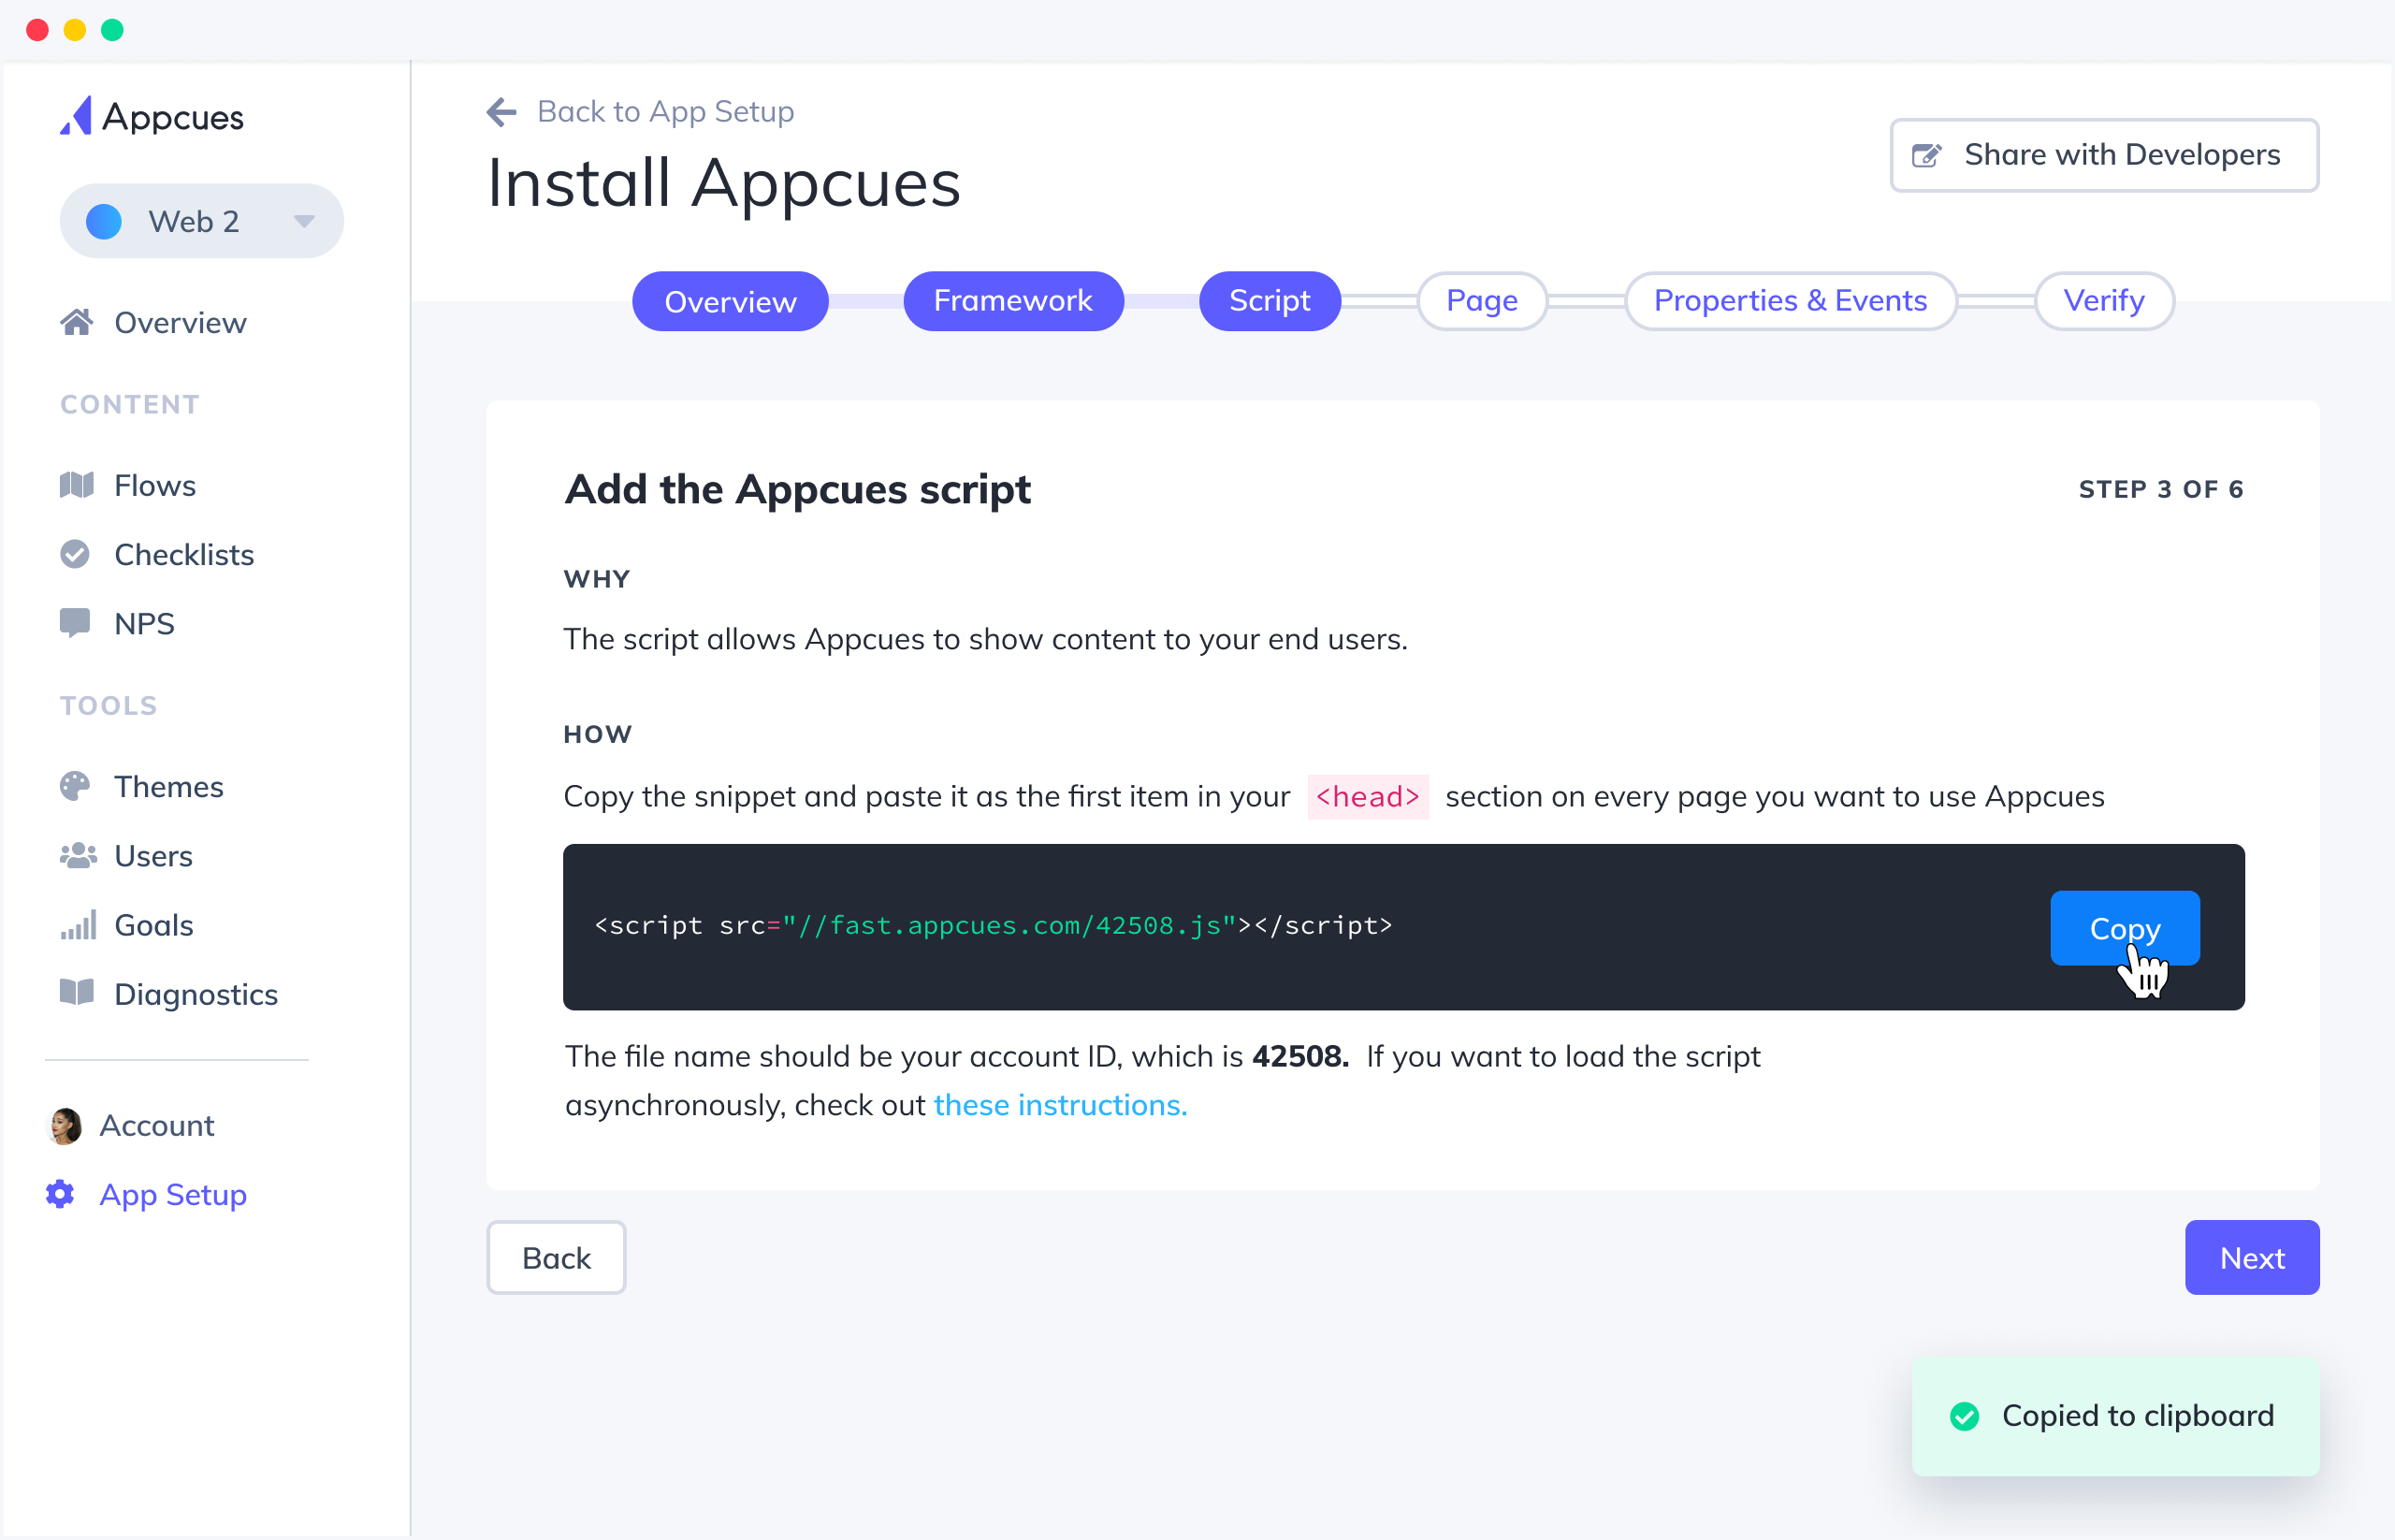 Appcues
Web 2
Overview
CONTENT
Flows
Checklists
NPS
TOOLS
Themes
Users
Goals
Diagnostics
Account
App Setup
Back to App Setup
Install Appcues
Share with Developers
Overview
Framework
Script
Page
Properties & Events
Verify
Add the Appcues script
STEP 3 OF 6
WHY
The script allows Appcues to show content to your end users.
HOW
Copy the snippet and paste it as the first item in your <head> section on every page you want to use Appcues
<script src="//fast.appcues.com/42508.js"></script>
Copy
The file name should be your account ID, which is 42508. If you want to load the script
asynchronously, check out these instructions.
Back
Next
Copied to clipboard